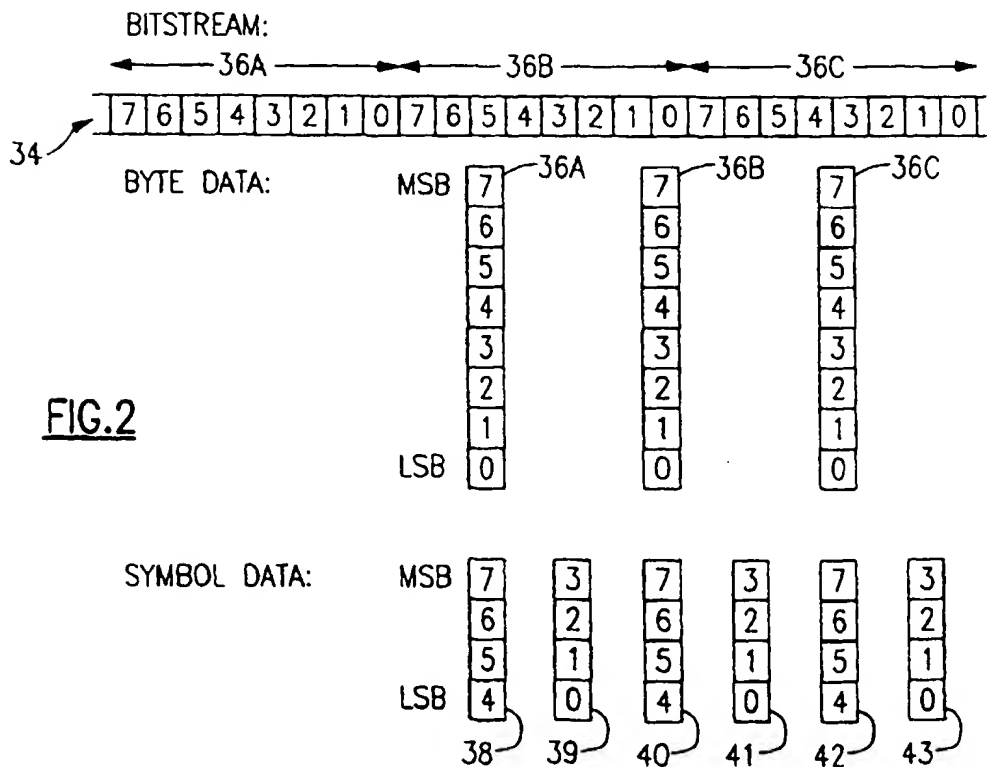 BITSTREAM:
36A 36B 36C
7 6 5 4 3 2 1 0 7 6 5 4 3 2 1 0 7 6 5 4 3 2 1 0
34
BYTE DATA: MSB 7 36A 7 36B 7 36C
6 6 6
5 5 5
4 4 4
3 3 3
2 2 2
FIG.2
1 1 1
LSB 0 0 0
SYMBOL DATA: MSB 7 3 7 3 7 3
6 2 6 2 6 2
5 1 5 1 5 1
LSB 4 0 4 0 4 0
38 39 40 41 42 43